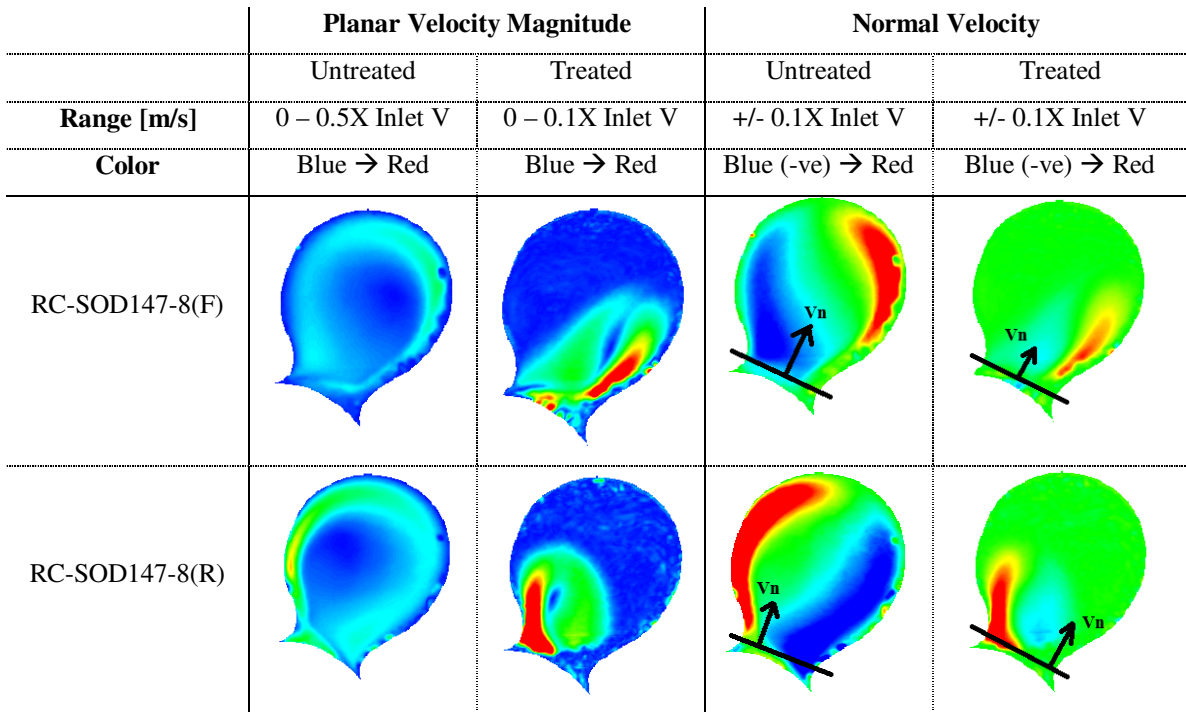 Planar Velocity Magnitude Normal Velocity
Untreated Treated Untreated Treated
Range [m/s] 0 – 0.5X Inlet V 0 – 0.1X Inlet V +/- 0.1X Inlet V +/- 0.1X Inlet V
Color Blue → Red Blue → Red Blue (-ve) → Red Blue (-ve) → Red
RC-SOD147-8(F) Vn Vn
RC-SOD147-8(R) Vn Vn